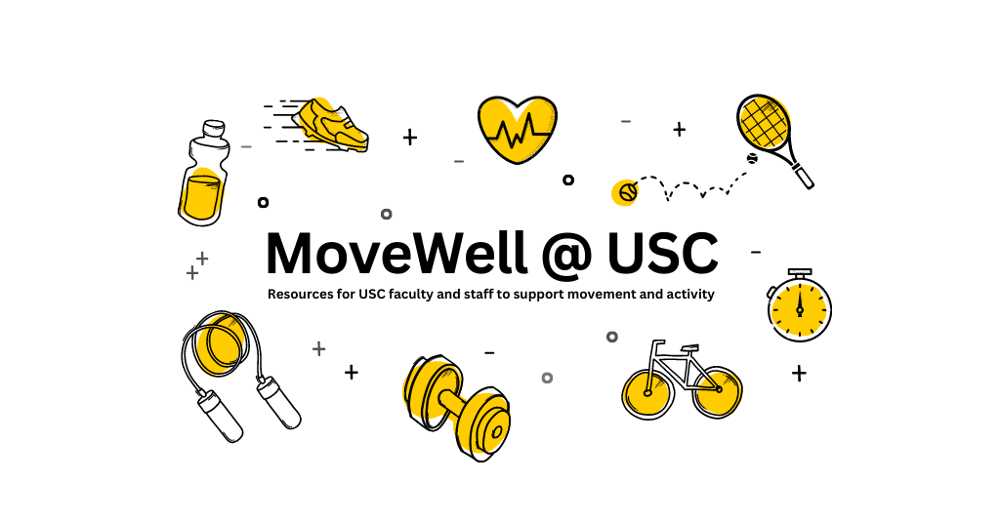 MoveWell @ USC
Resources for USC faculty and staff to support movement and activity